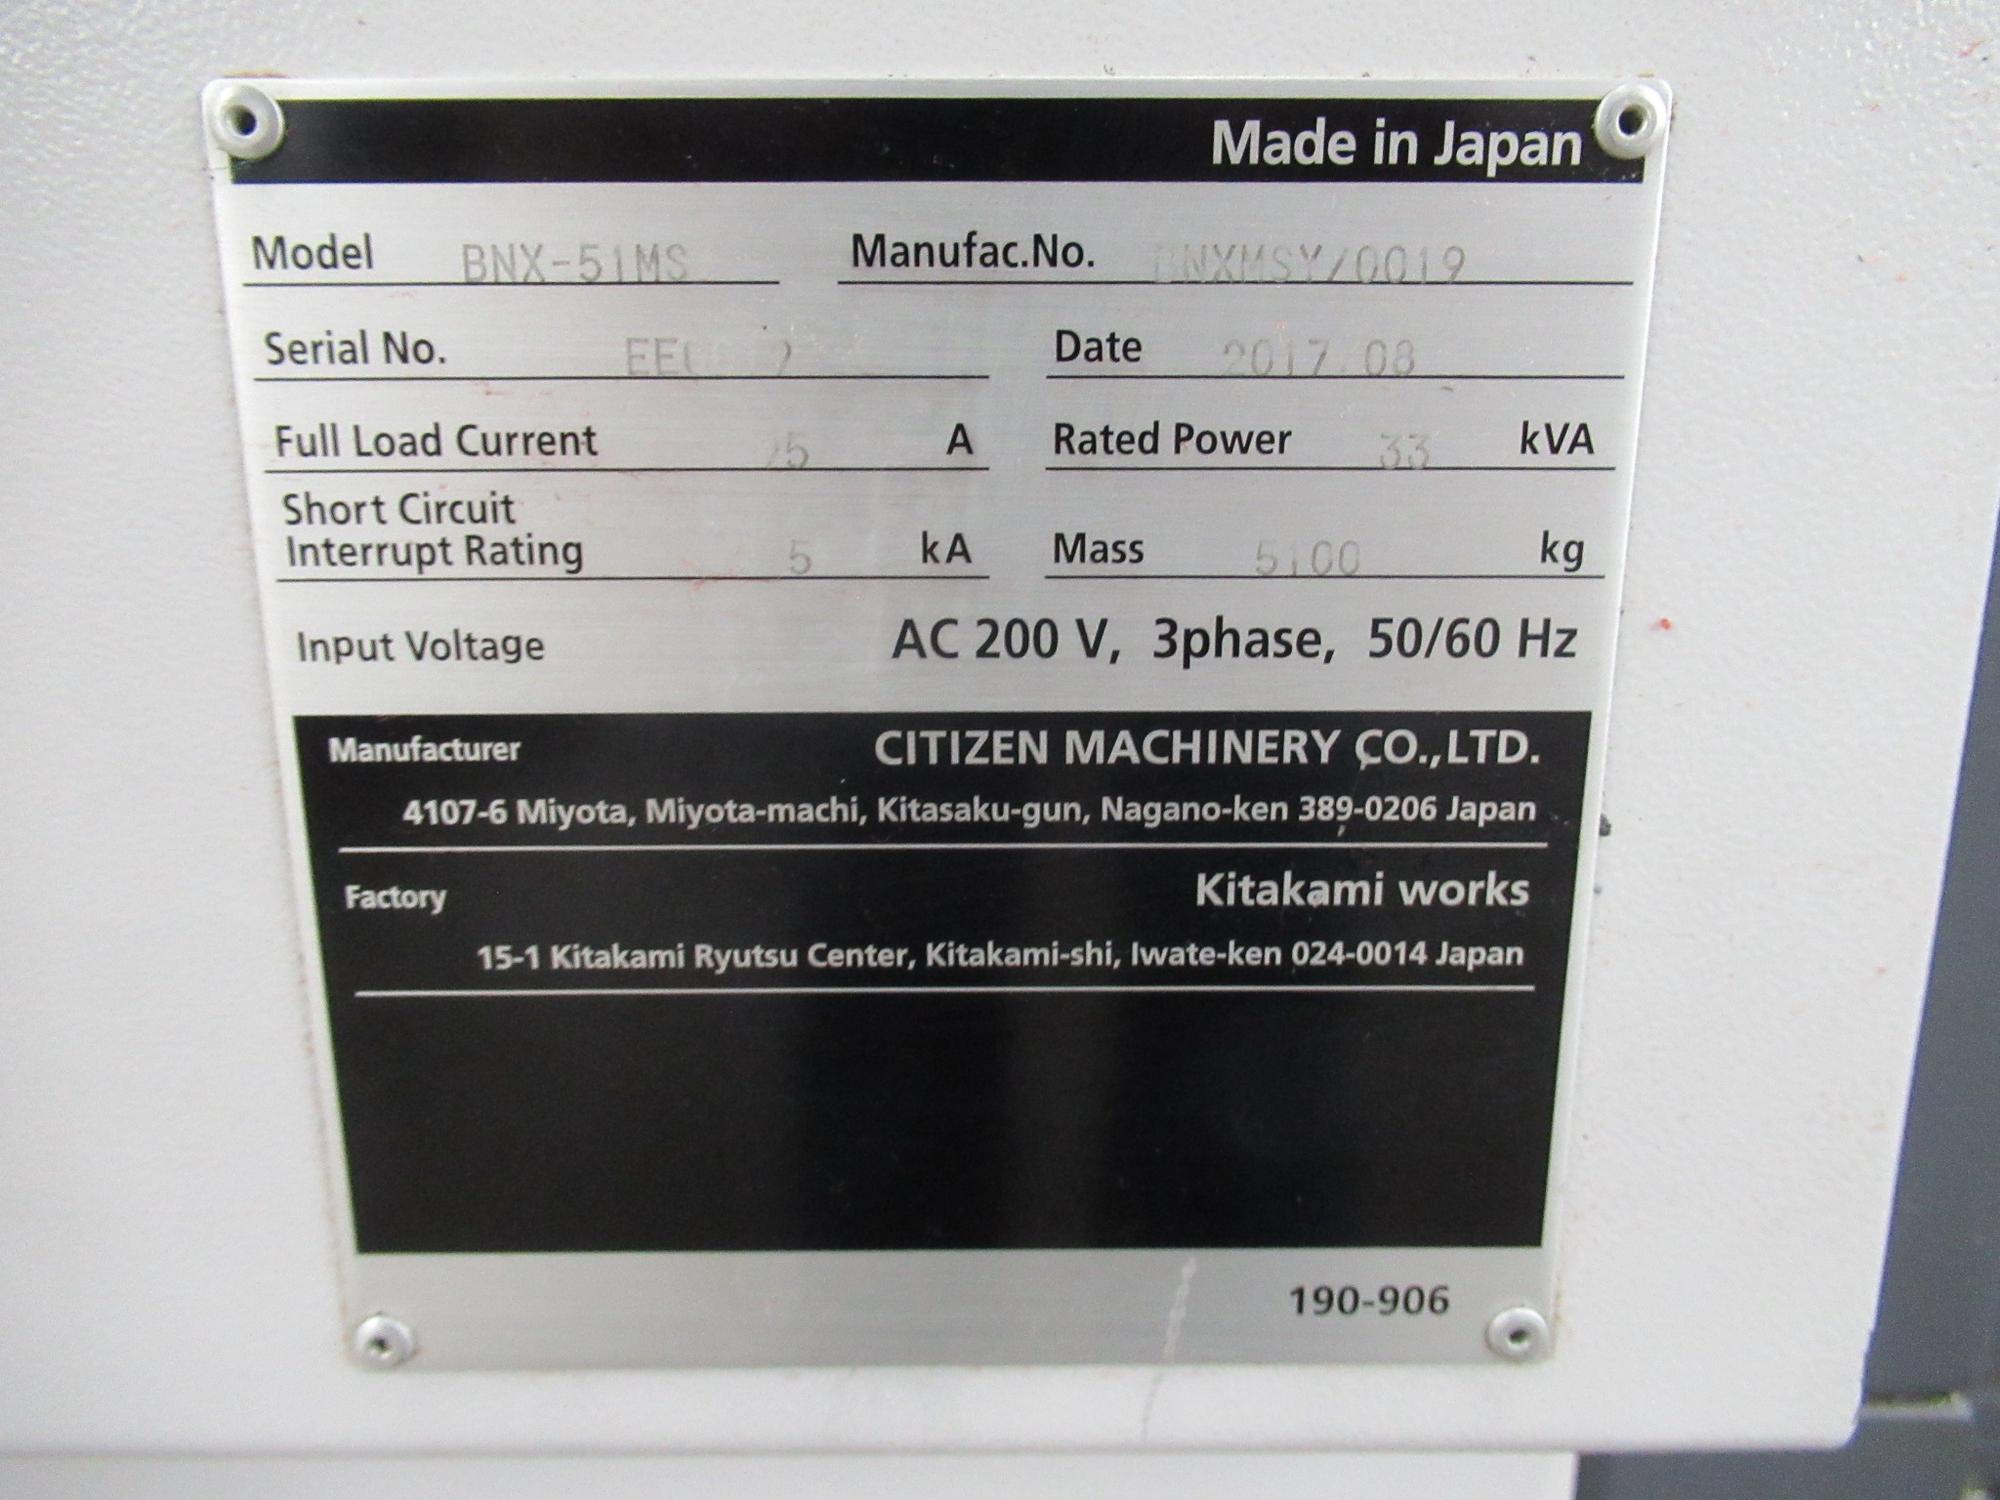 Made in Japan
Model BNX-51MS Manufac.No. BNXMSY/0019
Serial No. Date 2017.08
Full Load Current A Rated Power 33 kVA
Short Circuit
Interrupt Rating 5 kA Mass 5100 kg
Input Voltage AC 200 V, 3phase, 50/60 Hz
Manufacturer CITIZEN MACHINERY CO.,LTD.
4107-6 Miyota, Miyota-machi, Kitasaku-gun, Nagano-ken 389-0206 Japan
Factory Kitakami works
15-1 Kitakami Ryutsu Center, Kitakami-shi, Iwate-ken 024-0014 Japan
190-906